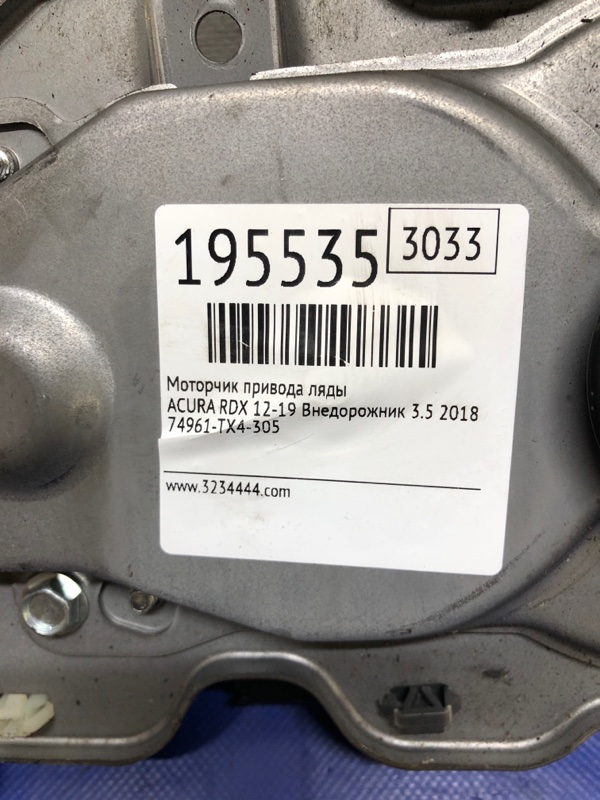 195535 3033
Моторчик привода ляды
ACURA RDX 12-19 Внедорожник 3.5 2018
74961-TX4-305
www.3234444.com